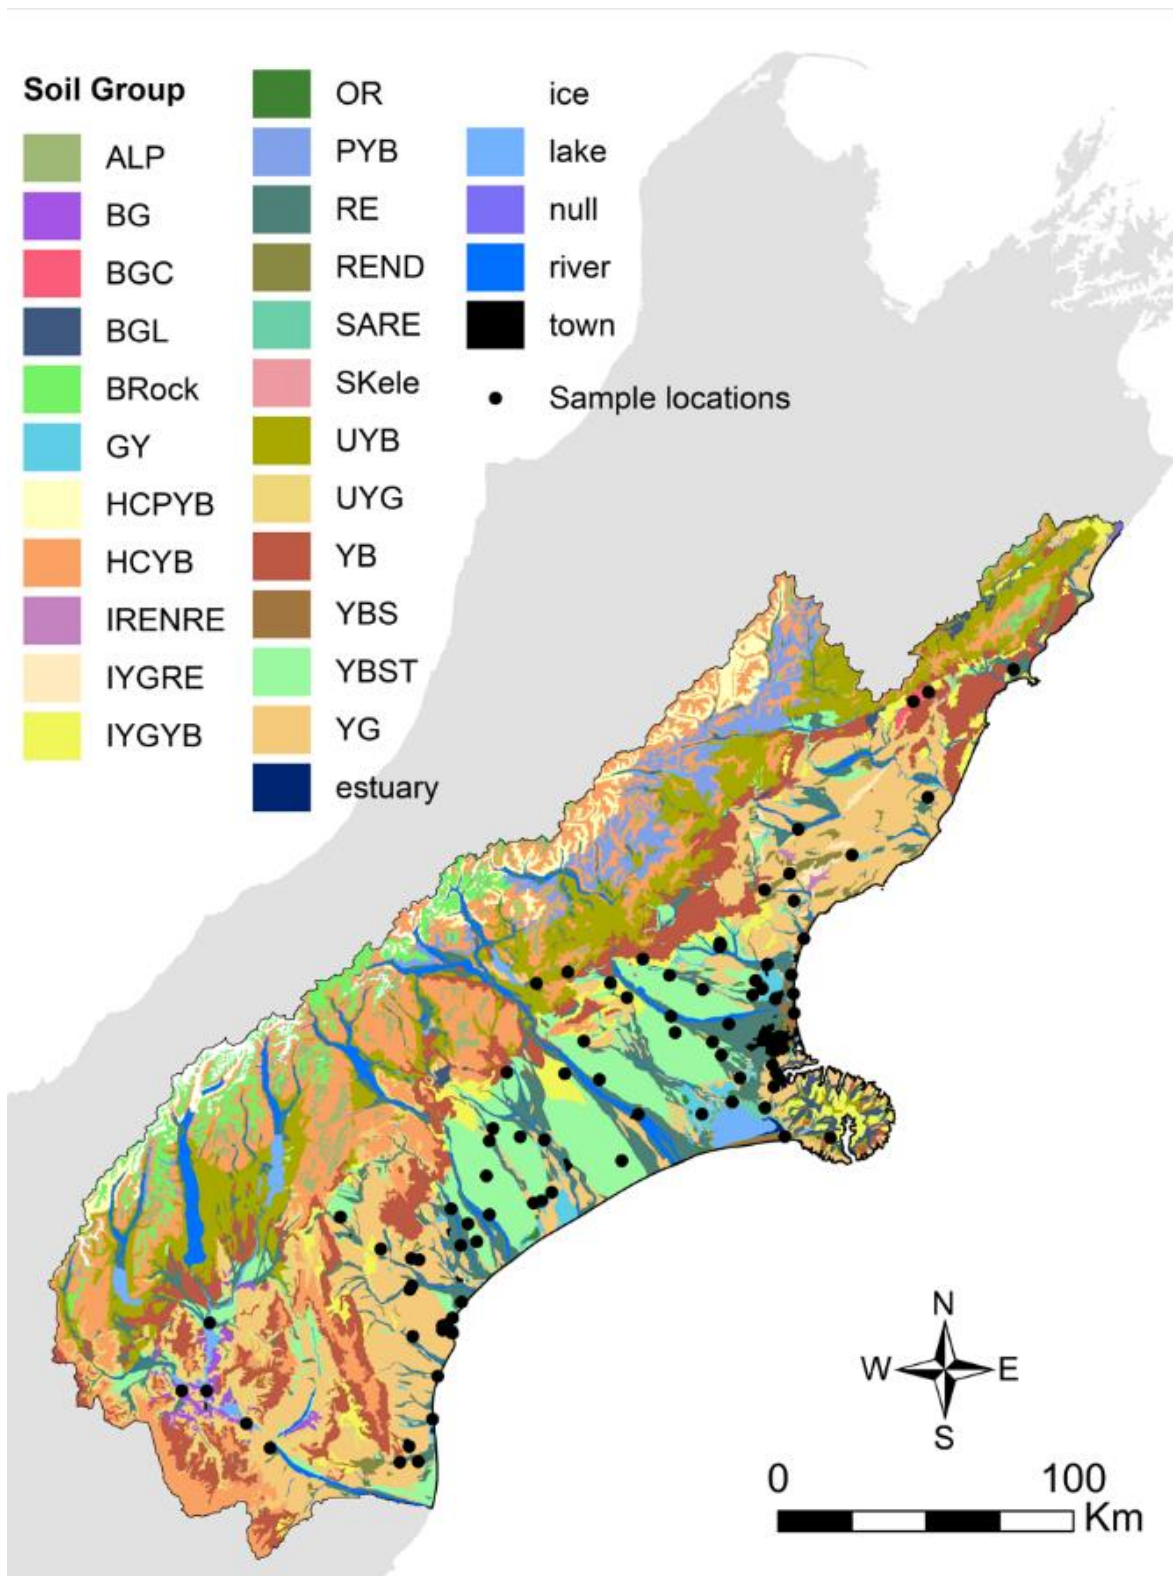 Soil Group
ALP
BG
BGC
BGL
BRock
GY
HCPYB
HCYB
IRENRE
IYGRE
IYGYB
OR
PYB
RE
REND
SARE
SKele
UYB
UYG
YB
YBS
YBST
YG
estuary
ice
lake
null
river
town
Sample locations
N
W E
S
0 100
Km